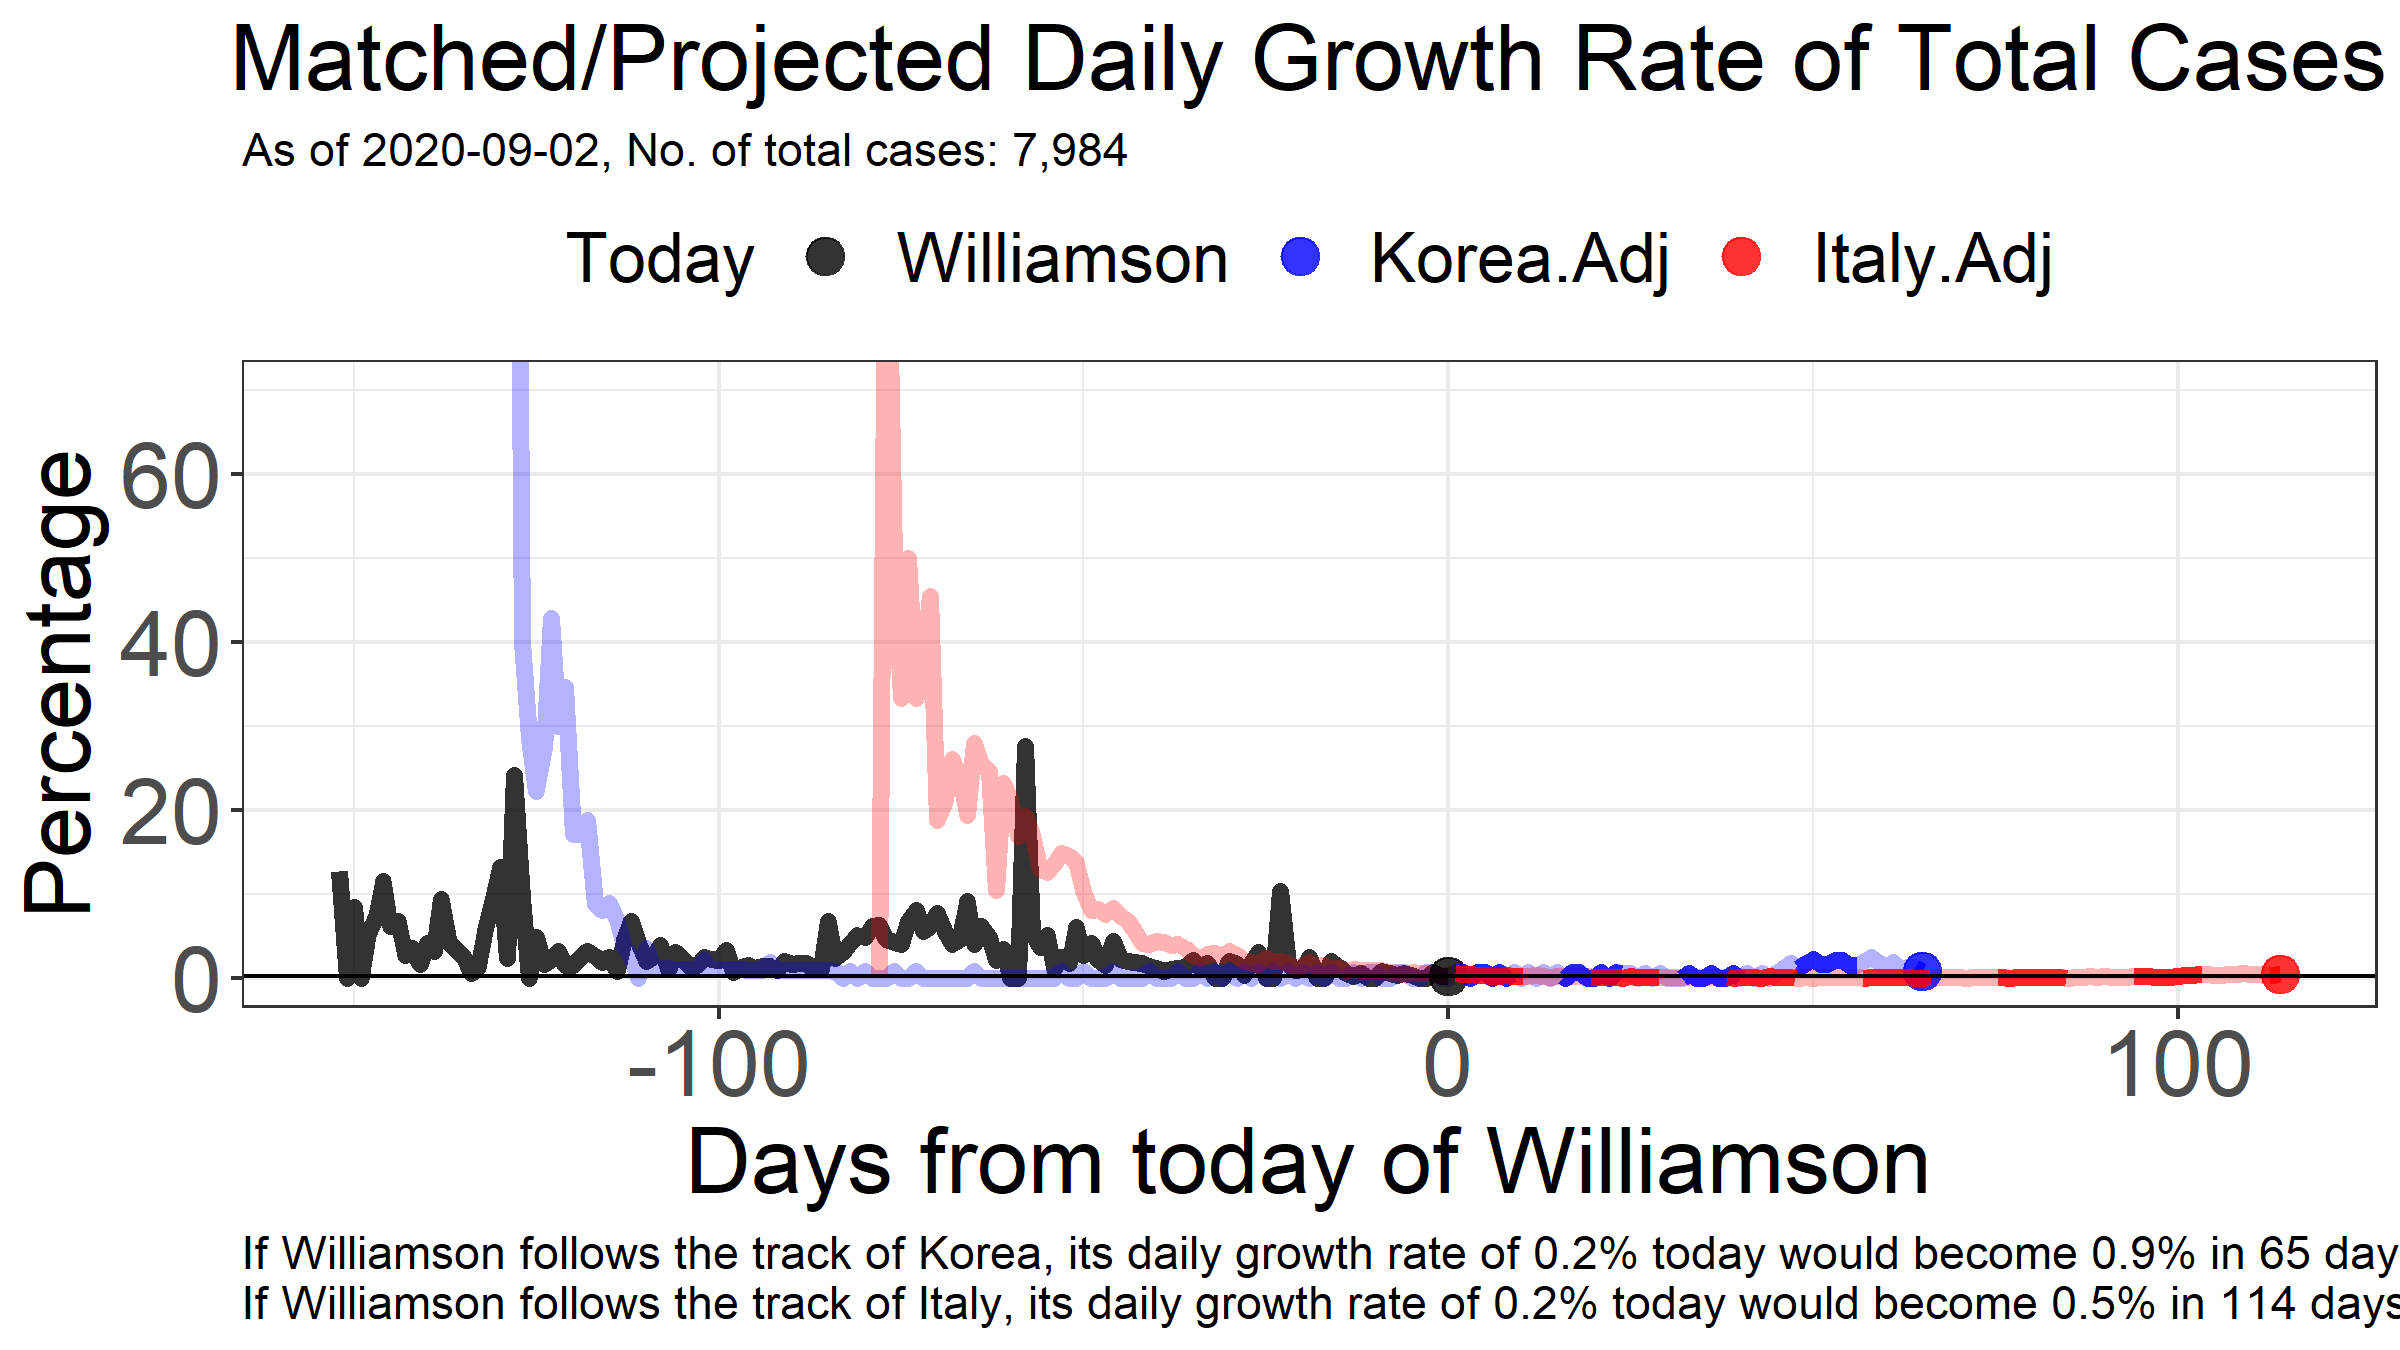 Matched/Projected Daily Growth Rate of Total Cases
As of 2020-09-02, No. of total cases: 7,984
Today Williamson Korea.Adj Italy.Adj
Percentage
60
40
20
0
-100 0 100
Days from today of Williamson
If Williamson follows the track of Korea, its daily growth rate of 0.2% today would become 0.9% in 65 day
If Williamson follows the track of Italy, its daily growth rate of 0.2% today would become 0.5% in 114 days